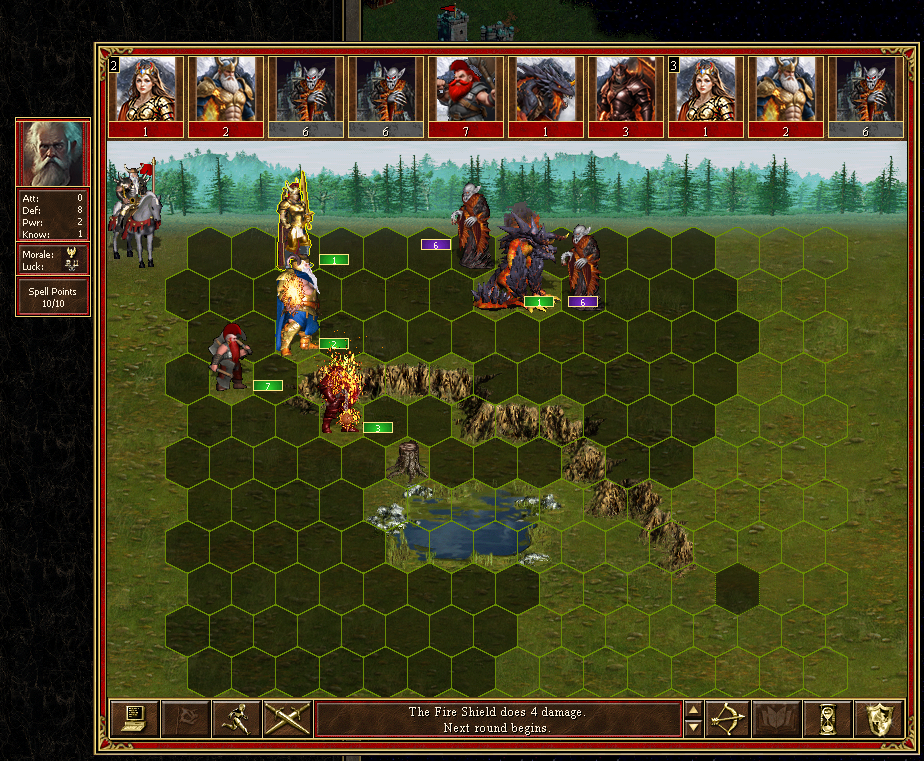 2
3
1
2
6
6
7
1
3
1
2
6
Att: 0
Def: 8
Pwr: 2
Know: 1
Morale:
Luck:
Spell Points
10/10
6
1
1
6
2
7
3
The Fire Shield does 4 damage.
Next round begins.